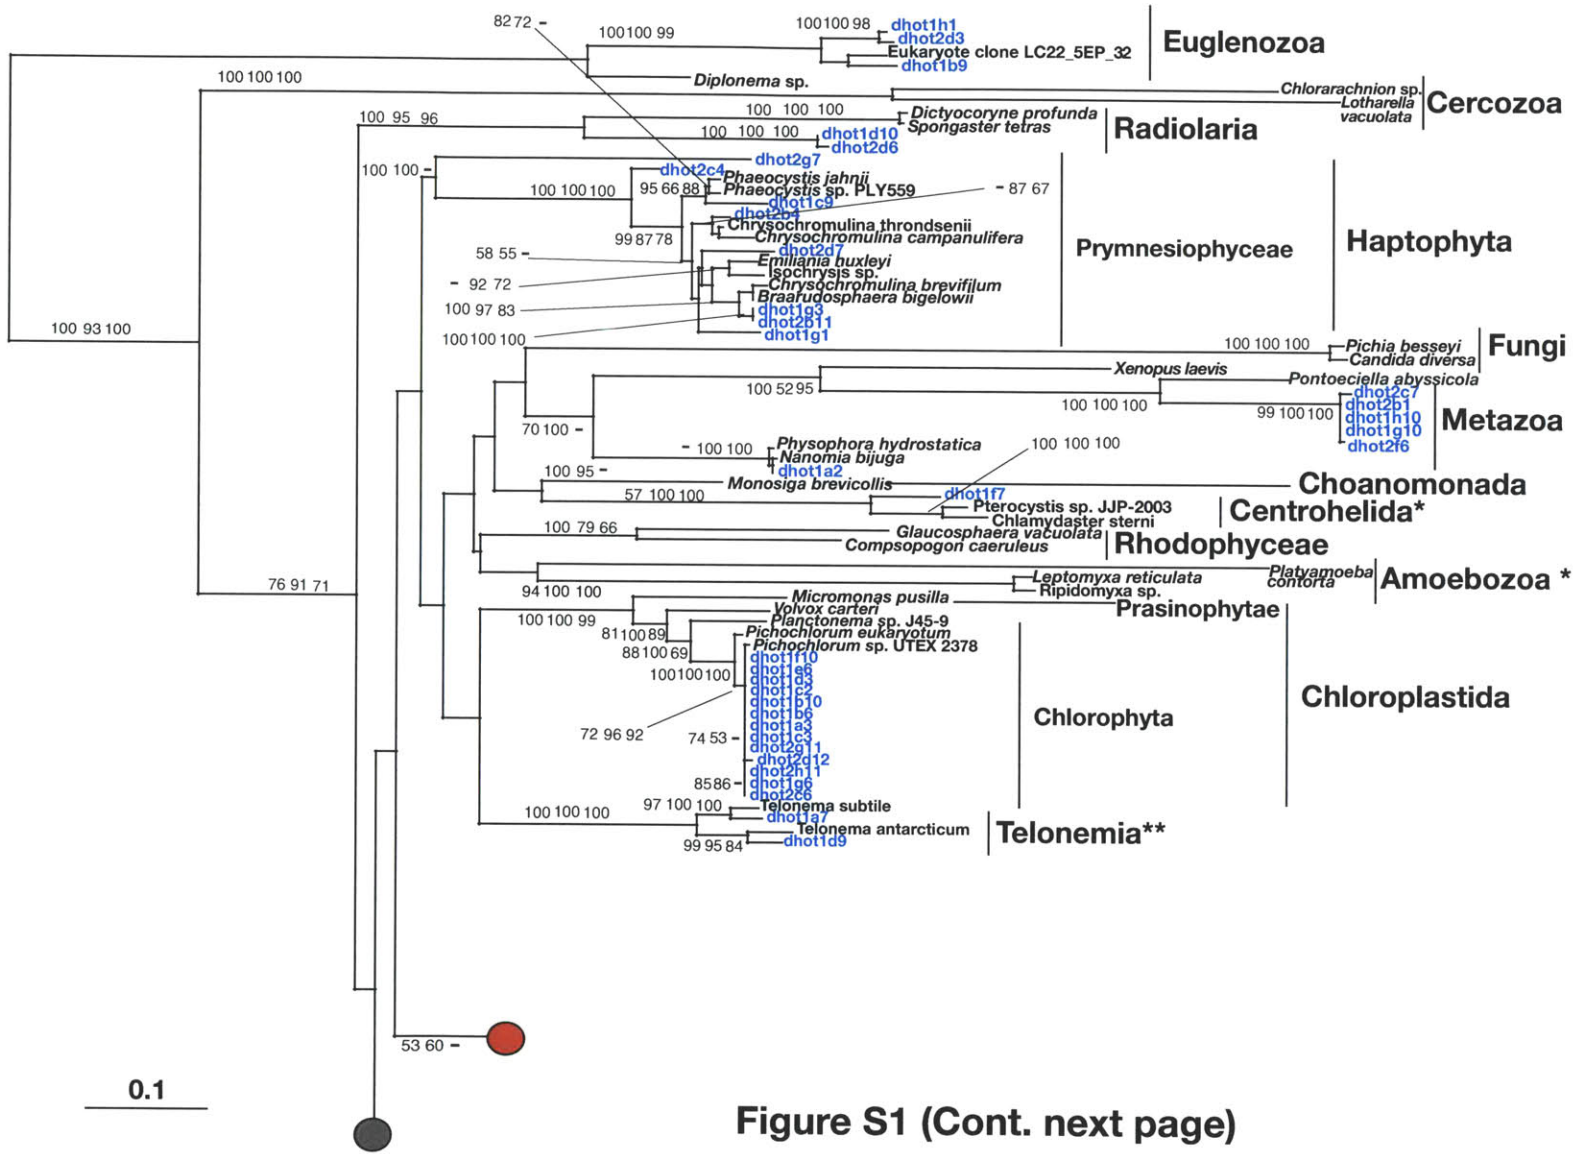 82 72 -
100 100 99
100 100 98
dhot1h1
dhot2d3
Eukaryote clone LC22_5EP_32
dhot1b9
Euglenozoa
Diplonema sp.
100 100 100
Chlorarachnion sp.
Lotharella
vacuolata
Cercozoa
100 95 96
100 100 100
Dictyocoryne profunda
Spongaster tetras
100 100 100
dhot1d10
dhot2d6
Radiolaria
100 100 -
dhot2g7
dhot2c4
100 100 100
95 66 88
Phaeocystis jahnii
Phaeocystis sp. PLY559
dhot1c9
- 87 67
dhot2b4
Chrysochromulina throndsenii
Chrysochromulina campanulifera
99 87 78
58 55 -
dhot2d7
Emiliania huxleyi
Isochrysis sp.
- 92 72
Chrysochromulina brevifilum
Braarudosphaera bigelowii
100 97 83
dhot1g3
dhot2b11
100 100 100
dhot1g1
Prymnesiophyceae
Haptophyta
100 93 100
100 100 100
Pichia besseyi
Candida diversa
Fungi
Xenopus laevis
100 52 95
Pontoeciella abyssicola
100 100 100
99 100 100
dhot2c7
dhot2b1
dhot1h10
dhot1g10
dhot2f6
Metazoa
70 100 -
- 100 100
Physophora hydrostatica
Nanomia bijuga
dhot1a2
100 100 100
100 95 -
Monosiga brevicollis
Choanomonada
57 100 100
dhot1f7
Pterocystis sp. JJP-2003
Chlamydaster sterni
Centrohelida*
100 79 66
Glaucosphaera vacuolata
Compsopogon caeruleus
Rhodophyceae
76 91 71
94 100 100
Platyamoeba
contorta
Leptomyxa reticulata
Ripidomyxa sp.
Amoebozoa *
Micromonas pusilla
Prasinophytae
100 100 99
Volvox carteri
81 100 89
Planctonema sp. J45-9
88 100 69
Pichochlorum eukaryotum
Pichochlorum sp. UTEX 2378
100 100 100
dhot1f10
dhot1e6
dhot1d3
dhot1c2
dhot1b10
dhot1b6
dhot1a3
dhot1c3
dhot2g11
dhot2d12
dhot2h11
dhot1g6
dhot2c6
72 96 92
74 53 -
85 86 -
Chlorophyta
Chloroplastida
100 100 100
97 100 100
Telonema subtile
dhot1a7
Telonema antarcticum
99 95 84
dhot1d9
Telonemia**
53 60 -
0.1
Figure S1 (Cont. next page)